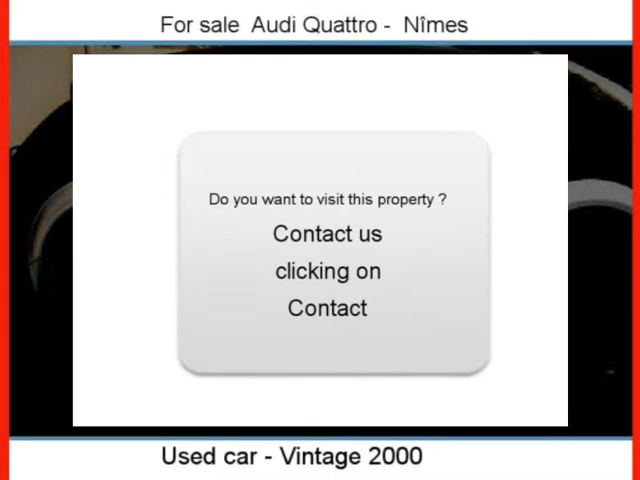 For sale Audi Quattro - Nîmes
Do you want to visit this property ?
Contact us
clicking on
Contact
Used car - Vintage 2000